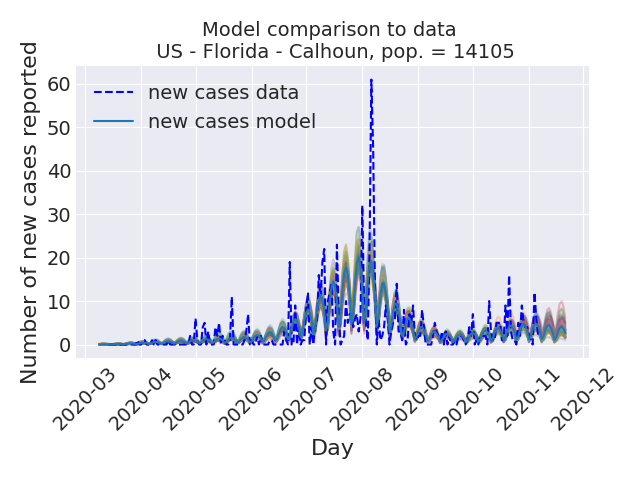 Model comparison to data
US - Florida - Calhoun, pop. = 14105
new cases data
new cases model
Number of new cases reported
60
50
40
30
20
10
0
2020-03
2020-04
2020-05
2020-06
2020-07
2020-08
2020-09
2020-10
2020-11
2020-12
Day